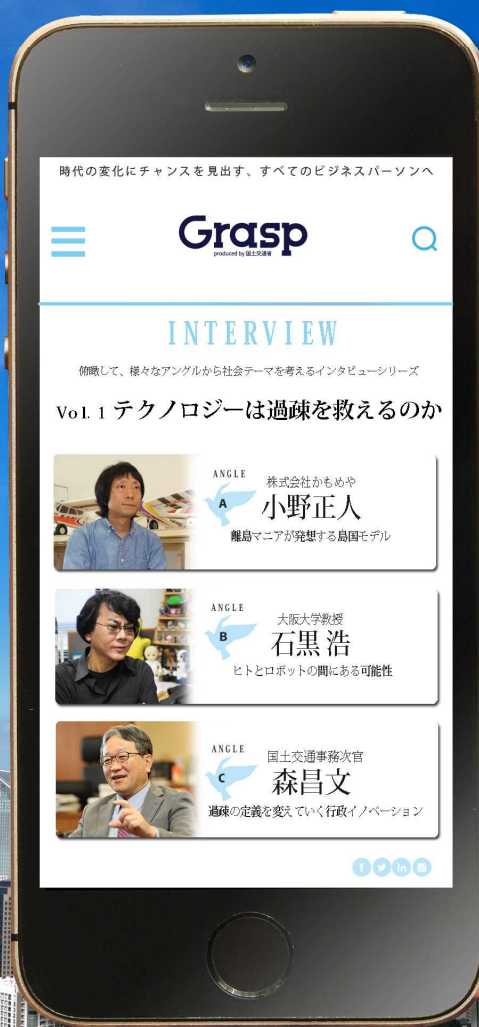 時代の変化にチャンスを見出す、すべてのビジネスパーソンへ
Grasp
produced by 国土交通省
INTERVIEW
俯瞰して、様々なアングルから社会テーマを考えるインタビューシリーズ
Vol. 1 テクノロジーは過疎を救えるのか
ANGLE
A
株式会社かもめや
小野正人
離島マニアが発想する島国モデル
ANGLE
B
大阪大学教授
石黒 浩
ヒトとロボットの間にある可能性
ANGLE
C
国土交通事務次官
森昌文
過疎の定義を変えていく行政イノベーション